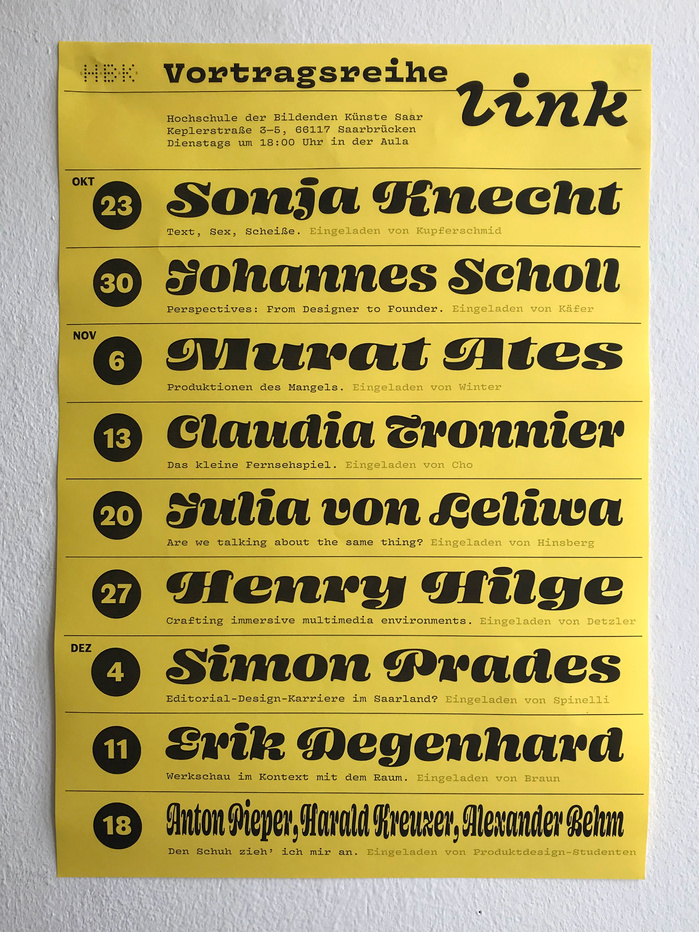 HBK Vortragsreihe
link
Hochschule der Bildenden Künste Saar
Keplerstraße 3–5, 66117 Saarbrücken
Dienstags um 18:00 Uhr in der Aula
OKT
23 Sonja Knecht
Text, Sex, Scheiße. Eingeladen von Kupferschmid
30 Johannes Scholl
Perspectives: From Designer to Founder. Eingeladen von Käfer
NOV
6 Murat Ates
Produktionen des Mangels. Eingeladen von Winter
13 Claudia Tronnier
Das kleine Fernsehspiel. Eingeladen von Cho
20 Julia von Leliwa
Are we talking about the same thing? Eingeladen von Hinsberg
27 Henry Hilge
Crafting immersive multimedia environments. Eingeladen von Detzler
DEZ
4 Simon Prades
Editorial-Design-Karriere im Saarland? Eingeladen von Spinelli
11 Erik Degenhard
Werkschau im Kontext mit dem Raum. Eingeladen von Braun
18 Anton Pieper, Harald Kreuzer, Alexander Behm
Den Schuh zieh' ich mir an. Eingeladen von Produktdesign-Studenten